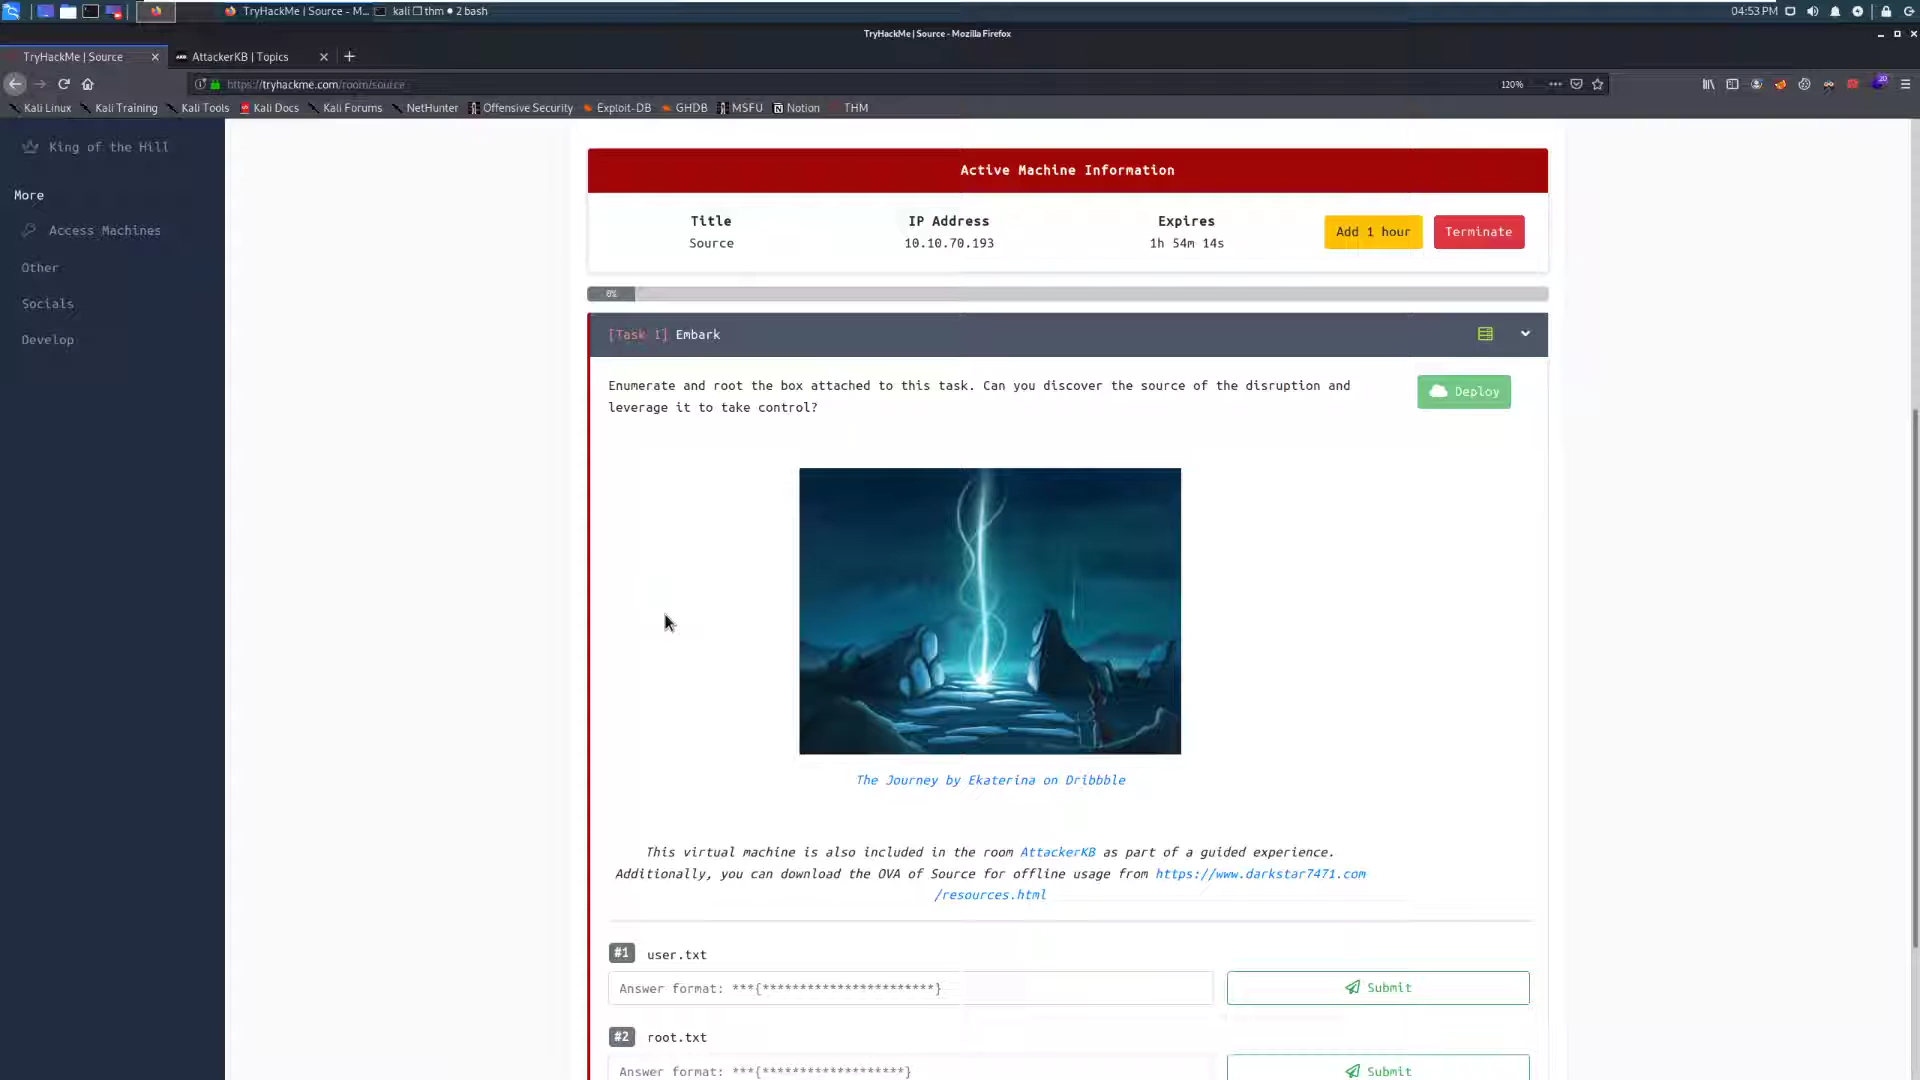 TryHackMe | Source - M...
kali ❐ thm ● 2 bash
04:53 PM
TryHackMe | Source - Mozilla Firefox
TryHackMe | Source
AttackerKB | Topics
https://tryhackme.com/room/source
120%
20
Kali Linux
Kali Training
Kali Tools
Kali Docs
Kali Forums
NetHunter
Offensive Security
Exploit-DB
GHDB
MSFU
Notion
THM
King of the Hill
More
Access Machines
Other
Socials
Develop
Active Machine Information
Title
IP Address
Expires
Source
10.10.70.193
1h 54m 14s
Add 1 hour
Terminate
0%
[Task 1] Embark
Enumerate and root the box attached to this task. Can you discover the source of the disruption and
leverage it to take control?
Deploy
The Journey by Ekaterina on Dribbble
This virtual machine is also included in the room AttackerKB as part of a guided experience.
Additionally, you can download the OVA of Source for offline usage from https://www.darkstar7471.com
/resources.html
#1 user.txt
Answer format: ***{***********************}
Submit
#2 root.txt
Answer format: ***{*******************}
Submit